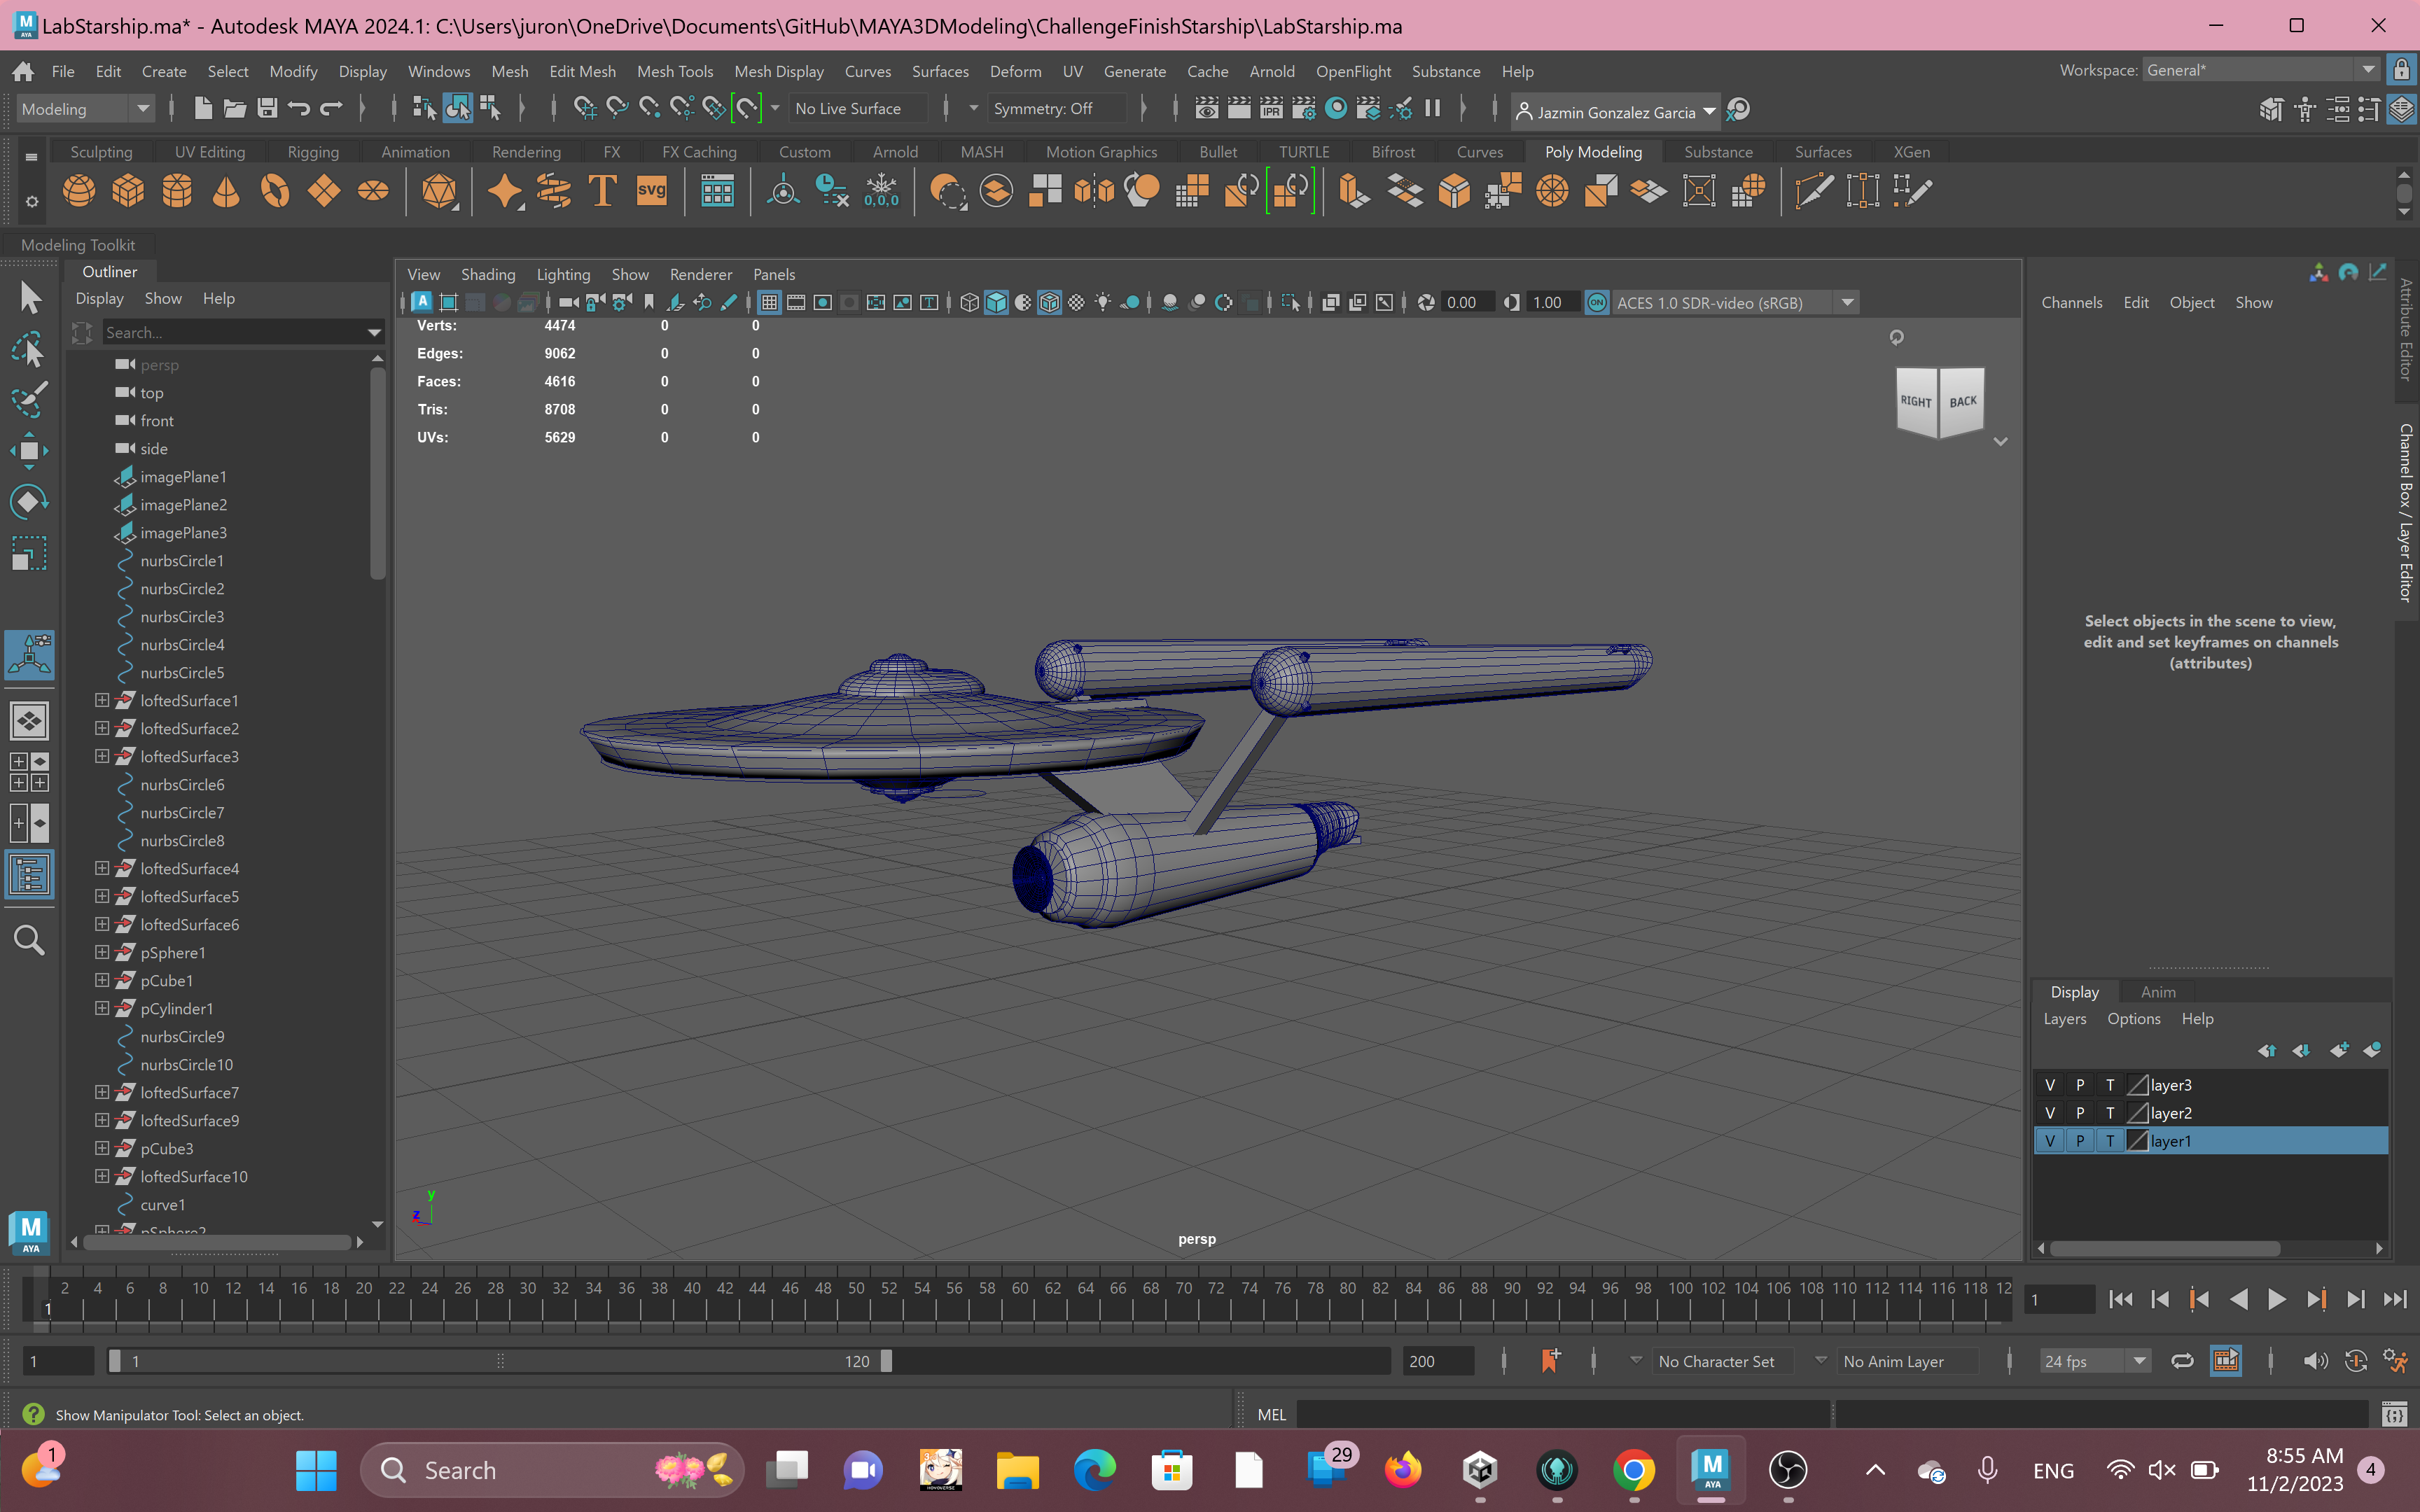 LabStarship.ma* - Autodesk MAYA 2024.1: C:\Users\juron\OneDrive\Documents\GitHub\MAYA3DModeling\ChallengeFinishStarship\LabStarship.ma
File Edit Create Select Modify Display Windows Mesh Edit Mesh Mesh Tools Mesh Display Curves Surfaces Deform UV Generate Cache Arnold OpenFlight Substance Help
Workspace: General*
Modeling
No Live Surface
Symmetry: Off
IPR
Jazmin Gonzalez Garcia
Sculpting UV Editing Rigging Animation Rendering FX FX Caching Custom Arnold MASH Motion Graphics Bullet TURTLE Bifrost Curves Poly Modeling Substance Surfaces XGen
T
svg
0,0,0
Modeling Toolkit
Outliner
Display Show Help
Search...
persp
top
front
side
imagePlane1
imagePlane2
imagePlane3
nurbsCircle1
nurbsCircle2
nurbsCircle3
nurbsCircle4
nurbsCircle5
loftedSurface1
loftedSurface2
loftedSurface3
nurbsCircle6
nurbsCircle7
nurbsCircle8
loftedSurface4
loftedSurface5
loftedSurface6
pSphere1
pCube1
pCylinder1
nurbsCircle9
nurbsCircle10
loftedSurface7
loftedSurface9
pCube3
loftedSurface10
curve1
pSphere2
View Shading Lighting Show Renderer Panels
0.00
1.00
ON
ACES 1.0 SDR-video (sRGB)
Verts: 4474 0 0
Edges: 9062 0 0
Faces: 4616 0 0
Tris: 8708 0 0
UVs: 5629 0 0
RIGHT BACK
y
z
persp
Channels Edit Object Show
Select objects in the scene to view,
edit and set keyframes on channels
(attributes)
Attribute Editor
Channel Box / Layer Editor
Display Anim
Layers Options Help
V P T layer3
V P T layer2
V P T layer1
M
AYA
2 4 6 8 10 12 14 16 18 20 22 24 26 28 30 32 34 36 38 40 42 44 46 48 50 52 54 56 58 60 62 64 66 68 70 72 74 76 78 80 82 84 86 88 90 92 94 96 98 100 102 104 106 108 110 112 114 116 118 12
1
1
1
1
120
200
No Character Set
No Anim Layer
24 fps
Show Manipulator Tool: Select an object.
MEL
1
Search
29
M
AYA
ENG
8:55 AM
11/2/2023
4